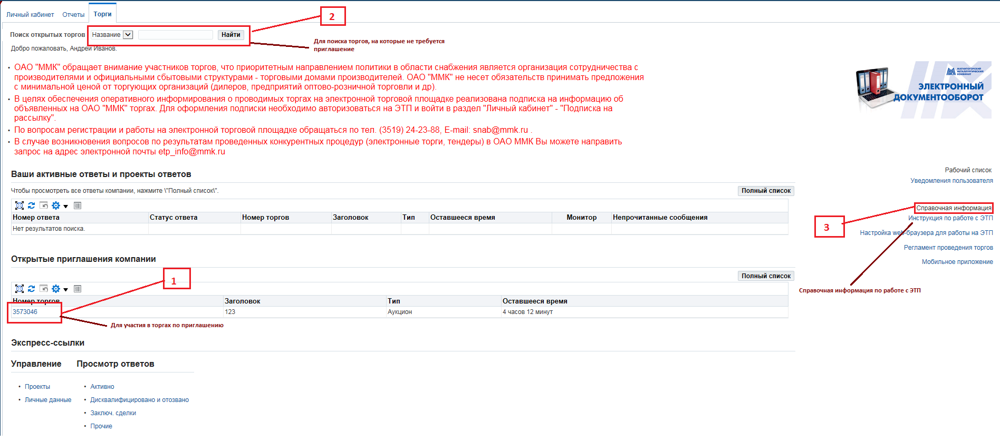 Личный кабинет Отчеты Торги
2
Поиск открытых торгов Название Найти
Для поиска торгов, на которые не требуется
приглашение
Добро пожаловать, Андрей Иванов.
• ОАО "ММК" обращает внимание участников торгов, что приоритетным направлением политики в области снабжения является организация сотрудничества с
производителями и официальными сбытовыми структурами - торговыми домами производителей. ОАО "ММК" не несет обязательств принимать предложения
с минимальной ценой от торгующих организаций (дилеров, предприятий оптово-розничной торговли и др).
• В целях обеспечения оперативного информирования о проводимых торгах на электронной торговой площадке реализована подписка на информацию об
объявленных на ОАО "ММК" торгах. Для оформления подписки необходимо авторизоваться на ЭТП и войти в раздел "Личный кабинет" - "Подписка на
рассылку".
• По вопросам регистрации и работы на электронной торговой площадке обращаться по тел. (3519) 24-23-88, E-mail: snab@mmk.ru .
• В случае возникновения вопросов по результатам проведенных конкурентных процедур (электронные торги, тендеры) в ОАО ММК Вы можете направить
запрос на адрес электронной почты etp_info@mmk.ru
МАГНИТОГОРСКИЙ
МЕТАЛЛУРГИЧЕСКИЙ
КОМБИНАТ
ЭЛЕКТРОННЫЙ
ДОКУМЕНТООБОРОТ
Ваши активные ответы и проекты ответов
Чтобы просмотреть все ответы компании, нажмите \"Полный список\".
Полный список
Номер ответа Статус ответа Номер торгов Заголовок Тип Оставшееся время Монитор Непрочитанные сообщения
Нет результатов поиска.
Открытые приглашения компании
1
Полный список
Номер торгов Заголовок Тип Оставшееся время
3573046 123 Аукцион 4 часов 12 минут
Для участия в торгах по приглашению
Экспресс-ссылки
Управление Просмотр ответов
• Проекты • Активно
• Личные данные • Дисквалифицировано и отозвано
• Заключ. сделки
• Прочие
Рабочий список
Уведомления пользователя
Справочная информация
3
Инструкция по работе с ЭТП
Настройка web-браузера для работы на ЭТП
Регламент проведения торгов
Мобильное приложение
Справочная информация по работе с ЭТП